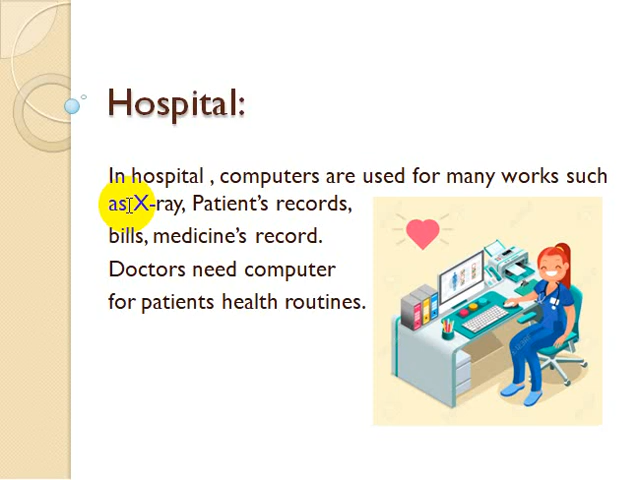 Hospital:
In hospital , computers are used for many works such
as X-ray, Patient's records,
bills, medicine's record.
Doctors need computer
for patients health routines.